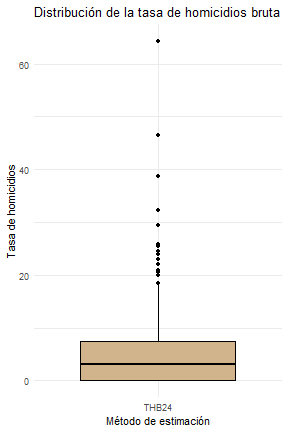 Distribución de la tasa de homicidios bruta
60
40
20
0
Tasa de homicidios
THB24
Método de estimación